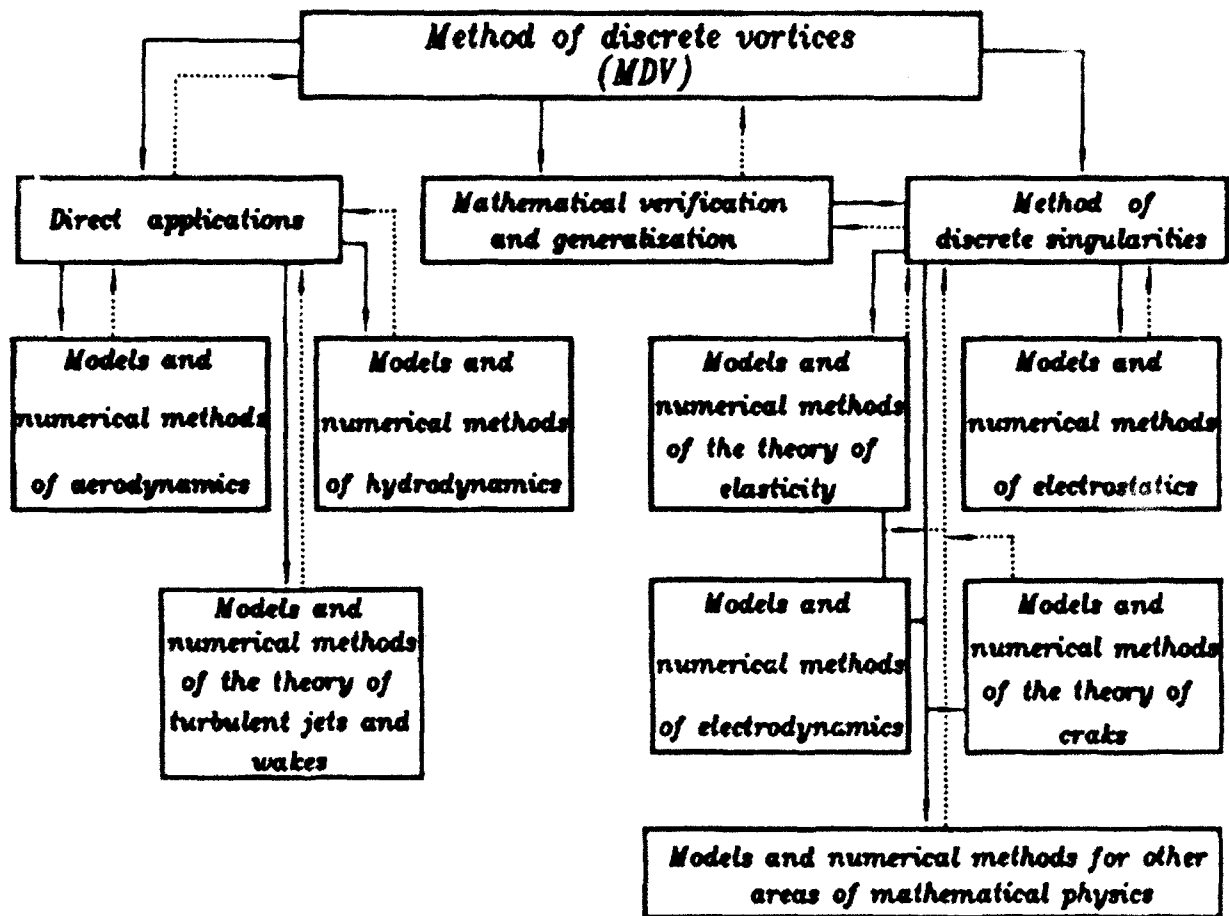 Method of discrete vortices
(MDV)
Direct applications
Mathematical verification
and generalization
Method of
discrete singularities
Models and
numerical methods
of aerodynamics
Models and
numerical methods
of hydrodynamics
Models and
numerical methods
of the theory of
elasticity
Models and
numerical methods
of electrostatics
Models and
numerical methods
of the theory of
turbulent jets and
wakes
Models and
numerical methods
of electrodynamics
Models and
numerical methods
of the theory of
craks
Models and numerical methods for other
areas of mathematical physics